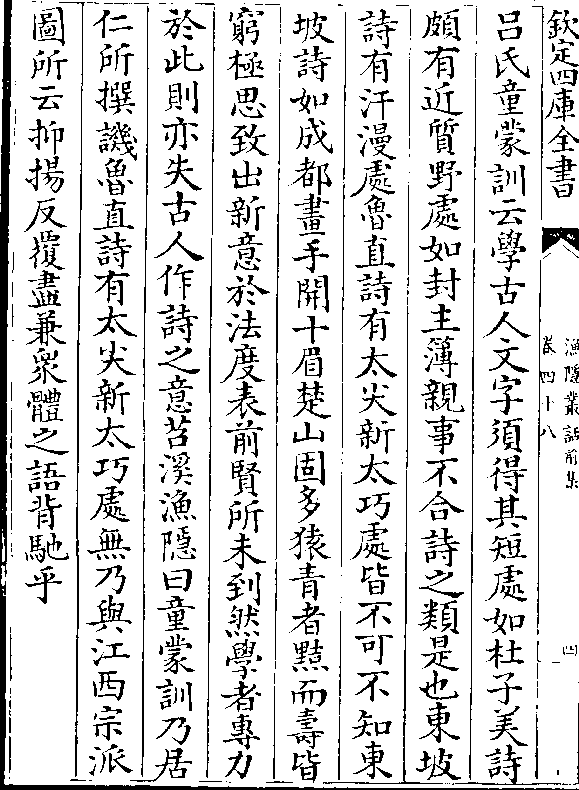 欽定四庫全書
漁隱叢話前集
卷四十八
四
呂氏童蒙訓云學古人文字須得其短處如杜子美詩
頗有近質野處如封主簿親事不合詩之類是也東坡
詩有汗漫處魯直詩有太尖新太巧處皆不可不知東
坡詩如成都畫手開十眉楚山固多猿青者黠而壽皆
窮極思致出新意於法度表前賢所未到然學者專力
於此則亦失古人作詩之意苕溪漁隱曰童蒙訓乃居
仁所撰譏魯直詩有太尖新太巧處無乃與江西宗派
圖所云抑揚反覆盡兼衆體之語背馳乎